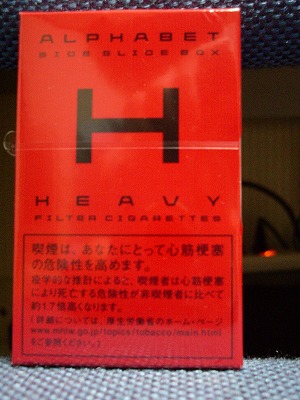 ALPHABET
SIDE SLIDE BOX
H
HEAVY
FILTER CIGARETTES
喫煙は、あなたにとって心筋梗塞
の危険性を高めます。
疫学的な推計によると、喫煙者は心筋梗塞
により死亡する危険性が非喫煙者に比べて
約1.7倍高くなります。
(詳細については、厚生労働省のホーム・ページ
www.mhlw.go.jp/topics/tobacco/main.html
をご参照ください。)